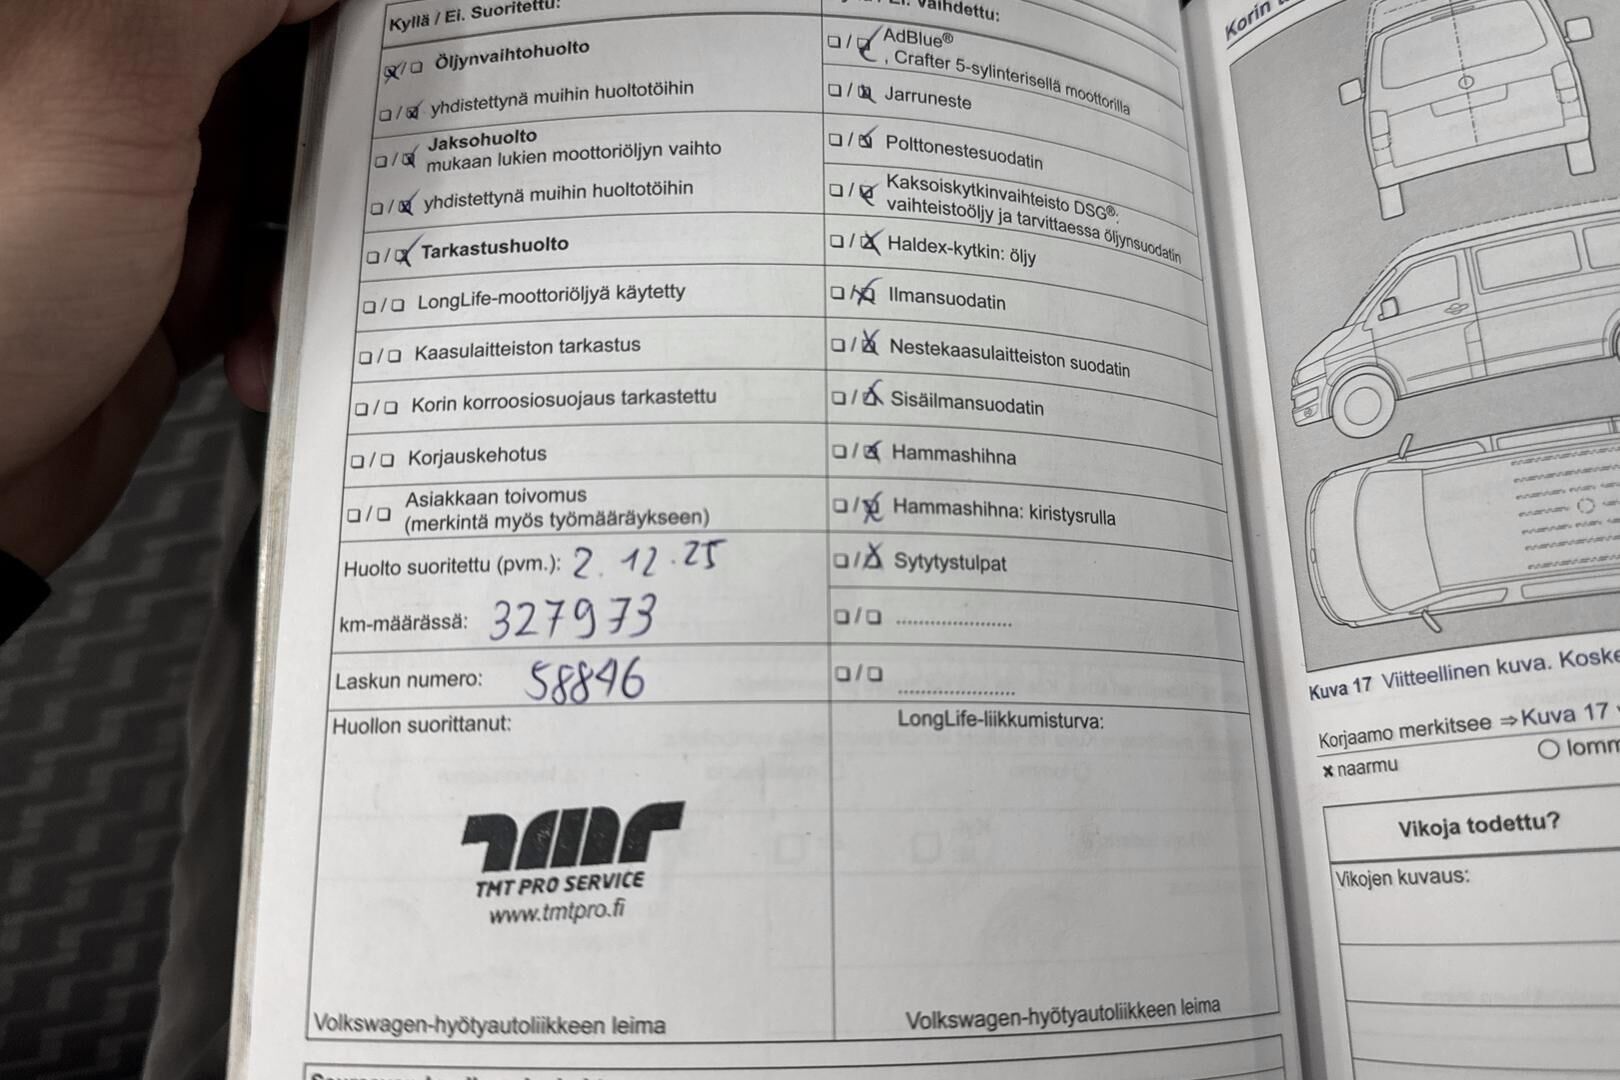 Kyllä / Ei. Suoritettu:
☒/☐ Öljynvaihtohuolto
☐/☒ yhdistettynä muihin huoltotöihin
☐/☒ Jaksohuolto
mukaan lukien moottoriöljyn vaihto
☐/☒ yhdistettynä muihin huoltotöihin
☐/☒ Tarkastushuolto
☐/☐ LongLife-moottoriöljyä käytetty
☐/☐ Kaasulaitteiston tarkastus
☐/☐ Korin korroosiosuojaus tarkastettu
☐/☐ Korjauskehotus
☐/☐ Asiakkaan toivomus
(merkintä myös työmääräykseen)
Huolto suoritettu (pvm.): 2.12.25
km-määrässä: 327973
Laskun numero: 58846
Huollon suorittanut:
TMT PRO SERVICE
www.tmtpro.fi
Volkswagen-hyötyautoliikkeen leima
vaihdettu:
☐/☒ AdBlue®
, Crafter 5-sylinterisellä moottorilla
☐/☒ Jarruneste
☐/☒ Polttonestesuodatin
☐/☒ Kaksoiskytkinvaihteisto DSG®:
vaihteistoöljy ja tarvittaessa öljynsuodatin
☐/☒ Haldex-kytkin: öljy
☐/☒ Ilmansuodatin
☐/☒ Nestekaasulaitteiston suodatin
☐/☒ Sisäilmansuodatin
☐/☒ Hammashihna
☐/☒ Hammashihna: kiristysrulla
☐/☒ Sytytystulpat
☐/☐ ......................
☐/☐ ......................
LongLife-liikkumisturva:
Volkswagen-hyötyautoliikkeen leima
Korin
Kuva 17 Viitteellinen kuva. Koske
Korjaamo merkitsee ⇒Kuva 17
× naarmu
○ lomm
Vikoja todettu?
Vikojen kuvaus: